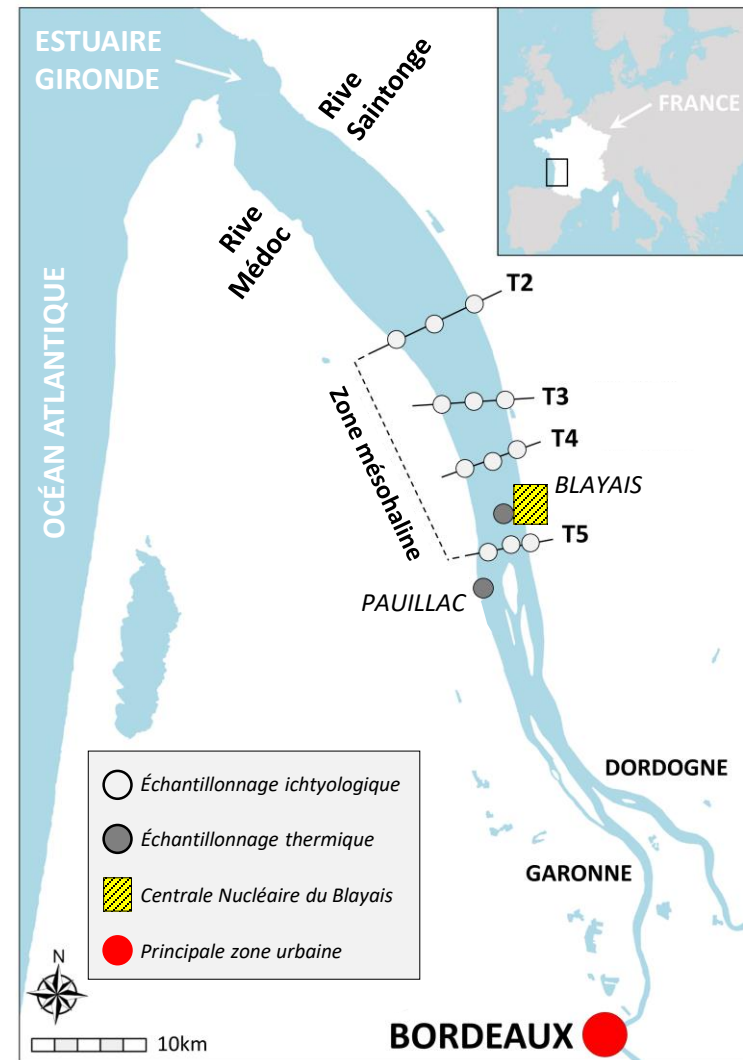 ESTUAIRE
GIRONDE
Rive
Saintonge
FRANCE
Rive
Médoc
OCÉAN ATLANTIQUE
T2
T3
Zone mésohaline
T4
BLAYAIS
T5
PAUILLAC
DORDOGNE
GARONNE
Échantillonnage ichtyologique
Échantillonnage thermique
Centrale Nucléaire du Blayais
Principale zone urbaine
N
10km
BORDEAUX